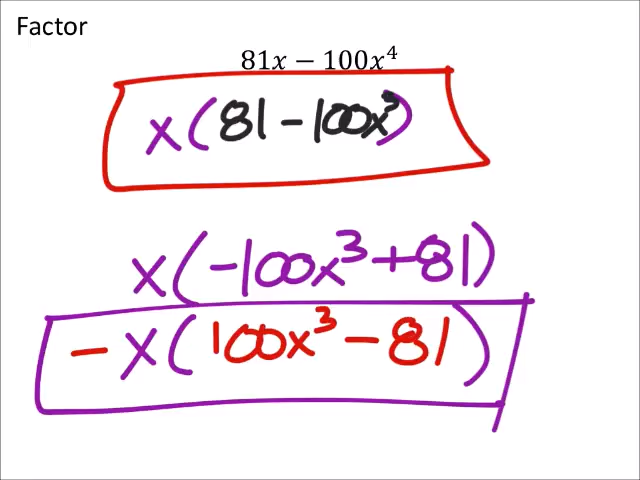 Factor
81x − 100x⁴
x(81 − 100x³)
x(−100x³ + 81)
− x(100x³ − 81)